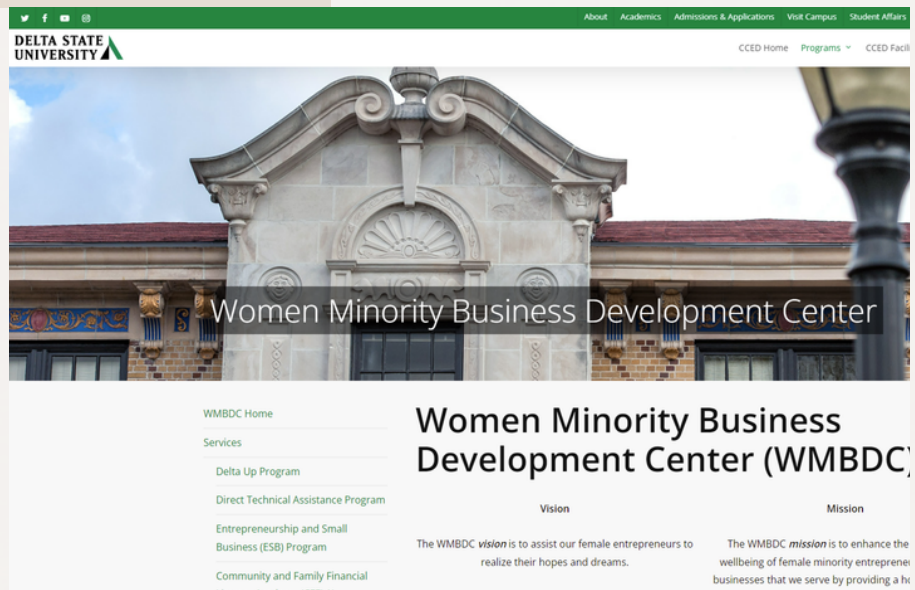 About Academics Admissions & Applications Visit Campus Student Affairs
DELTA STATE
UNIVERSITY
CCED Home Programs CCED
Women Minority Business Development Center
WMBDC Home
Services
Delta Up Program
Direct Technical Assistance Program
Entrepreneurship and Small
Business (ESB) Program
Community and Family Financial
Women Minority Business
Development Center (WMBDC)
Vision
The WMBDC vision is to assist our female entrepreneurs to
realize their hopes and dreams.
Mission
The WMBDC mission is to enhance the
wellbeing of female minority
businesses that we serve by providing a